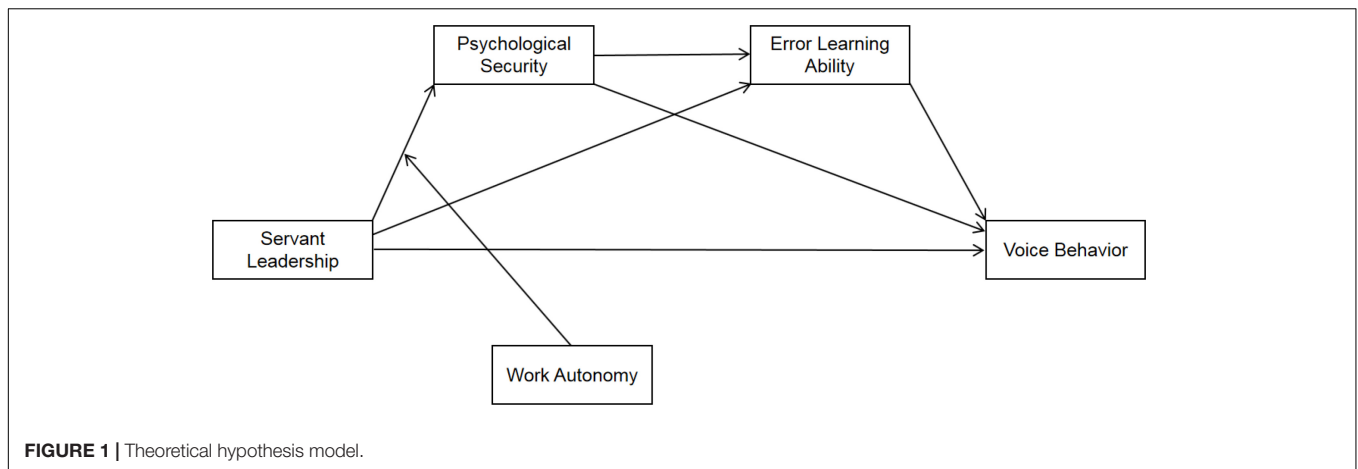 Psychological
Security
Error Learning
Ability
Servant
Leadership
Voice Behavior
Work Autonomy
FIGURE 1 | Theoretical hypothesis model.